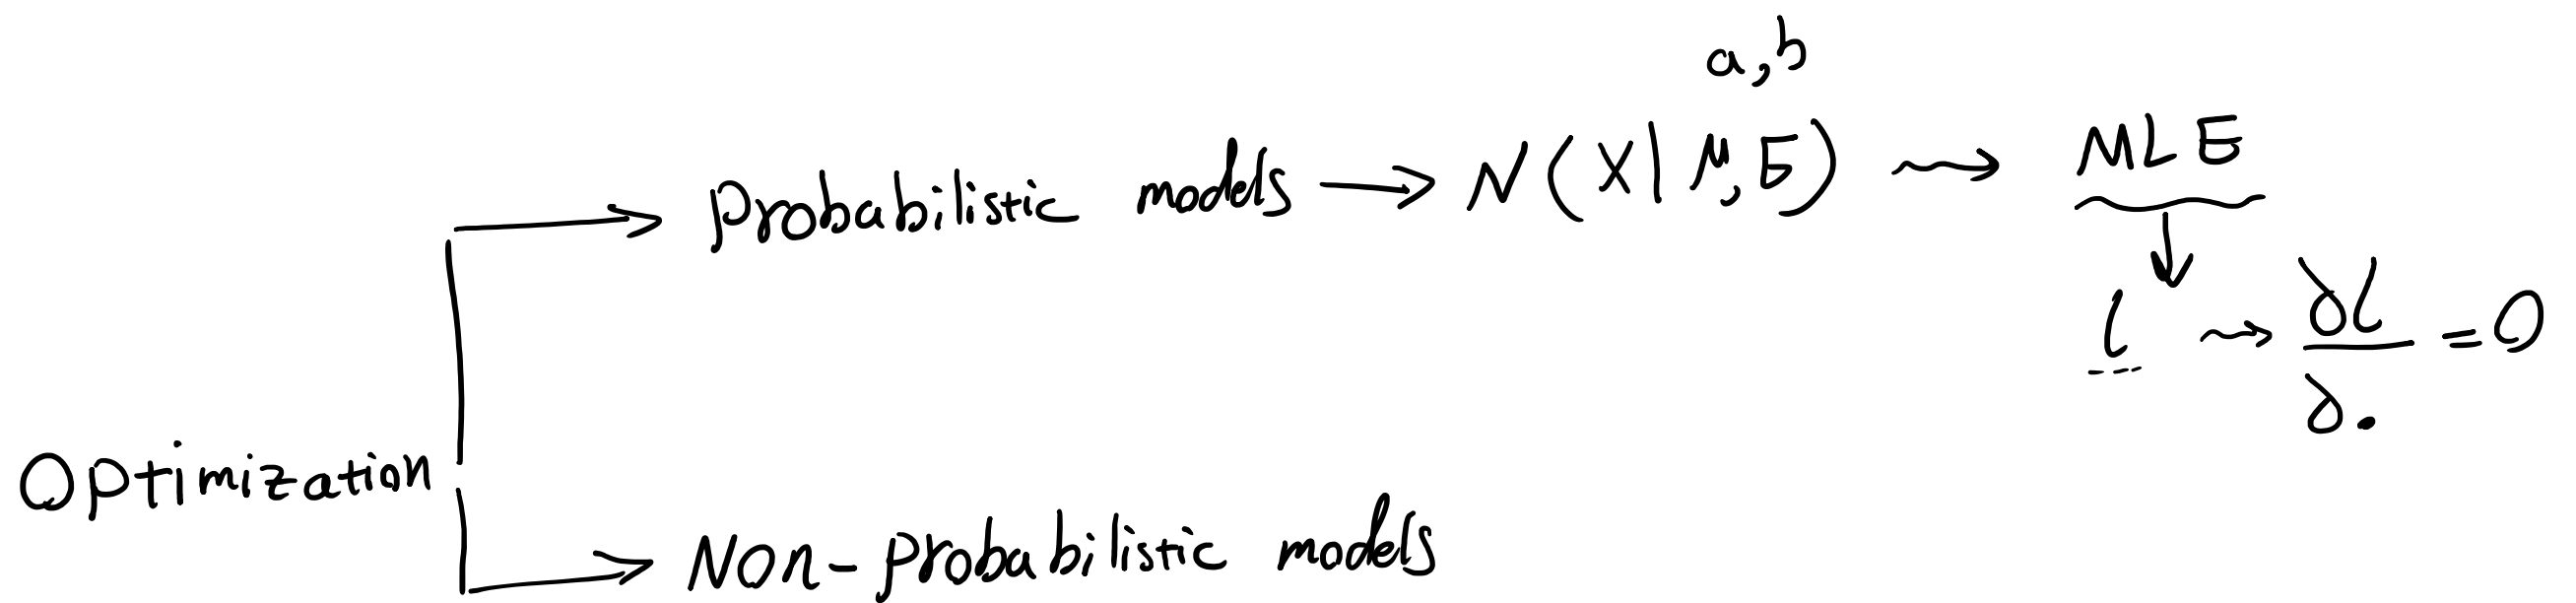 a, b
Probabilistic models → N(X|μ,Σ) ⇝ MLE
↓
l ⇝ ∂l/∂. = 0
Optimization
Non-probabilistic models